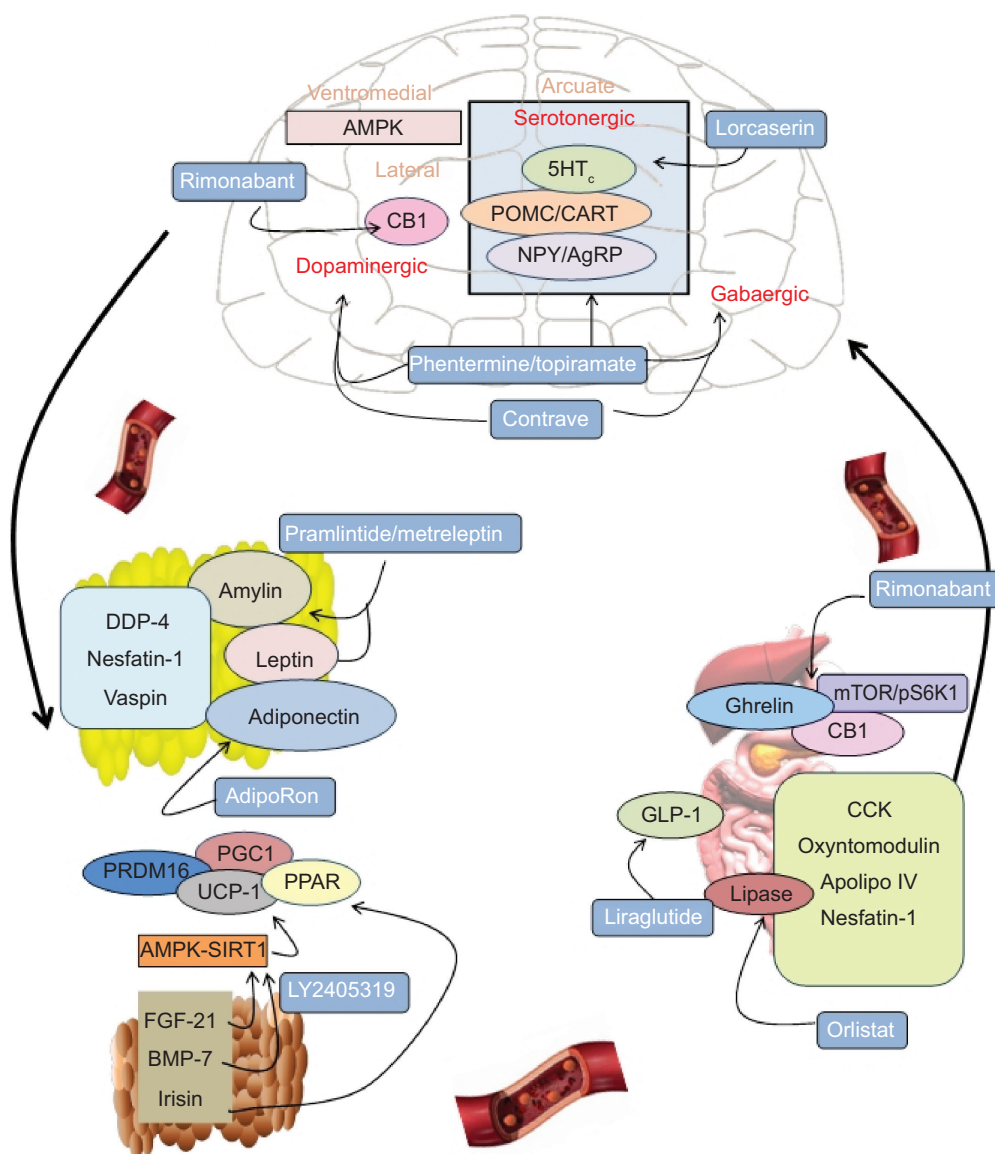 Ventromedial
Arcuate
AMPK
Serotonergic
Lorcaserin
Lateral
Rimonabant
5HTc
CB1
POMC/CART
NPY/AgRP
Dopaminergic
Gabaergic
Phentermine/topiramate
Contrave
Pramlintide/metreleptin
Amylin
DDP-4
Nesfatin-1
Vaspin
Leptin
Adiponectin
AdipoRon
PRDM16
PGC1
UCP-1
PPAR
AMPK-SIRT1
LY2405319
FGF-21
BMP-7
Irisin
Rimonabant
Ghrelin
mTOR/pS6K1
CB1
GLP-1
CCK
Oxyntomodulin
Apolipo IV
Nesfatin-1
Lipase
Liraglutide
Orlistat